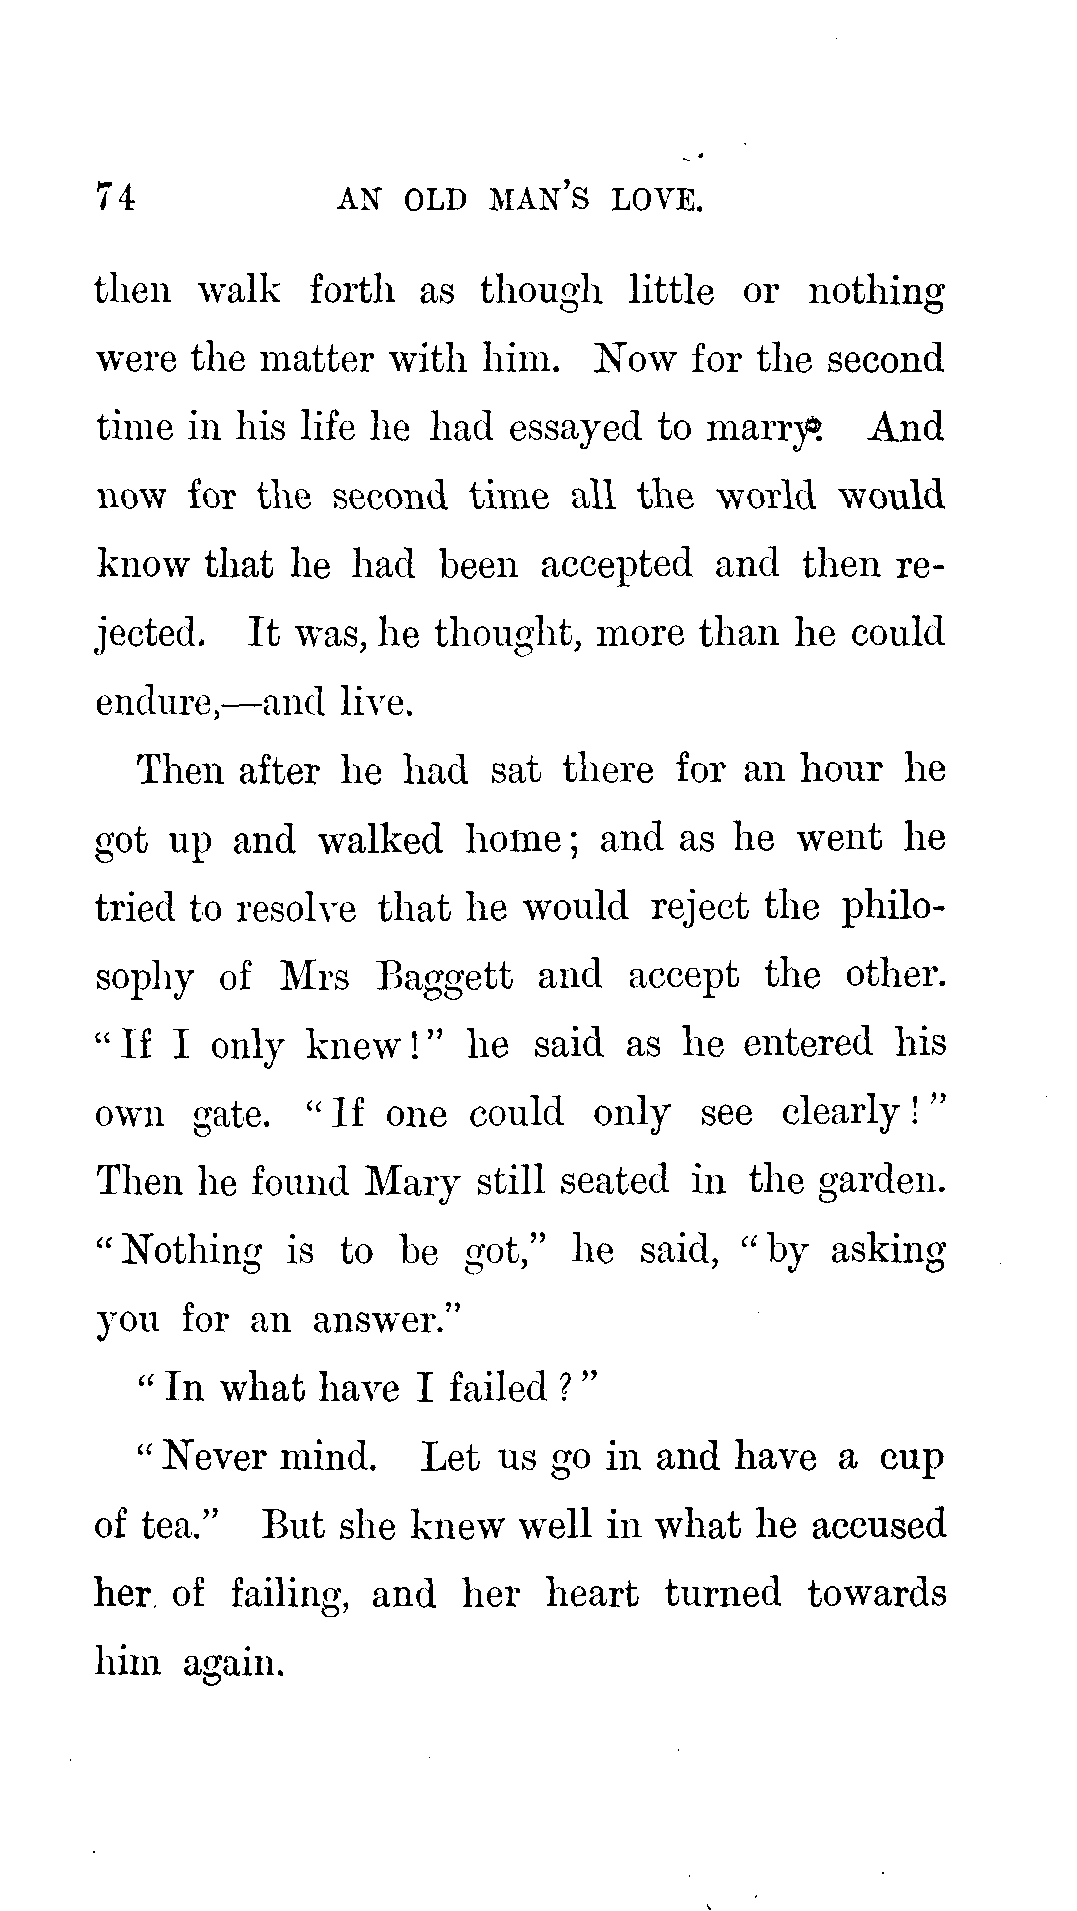 74 AN OLD MAN'S LOVE.
then walk forth as though little or nothing
were the matter with him. Now for the second
time in his life he had essayed to marry. And
now for the second time all the world would
know that he had been accepted and then re-
jected. It was, he thought, more than he could
endure,—and live.
Then after he had sat there for an hour he
got up and walked home; and as he went he
tried to resolve that he would reject the philo-
sophy of Mrs Baggett and accept the other.
"If I only knew!" he said as he entered his
own gate. "If one could only see clearly!"
Then he found Mary still seated in the garden.
"Nothing is to be got," he said, "by asking
you for an answer."
"In what have I failed?"
"Never mind. Let us go in and have a cup
of tea." But she knew well in what he accused
her of failing, and her heart turned towards
him again.